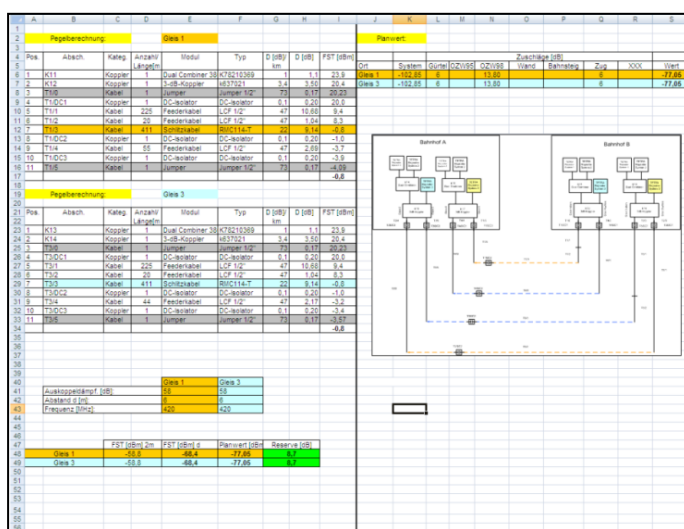 A B C D E F G H I J K L M N O P Q R S
Pegelberechnung: Gleis 1 Planwert:
Zuschläge [dB]
Pos. Absch. Kateg. Anzahl/ Länge[m] Modul Typ D [dB]/ km D [dB] FST [dBm]
Ort System Gürtel OZW95 OZW98 Wand Bahnsteig Zug XXX Wert
Gleis 1 -102,85 6 13,80 6 -77,05
Gleis 3 -102,85 6 13,80 6 -77,05
1 K11 Koppler 1 Dual Combiner 38 K78210369 1 1,1 23,9
2 K12 Koppler 1 3-dB-Koppler k637021 3,4 3,50 20,4
3 T1/0 Kabel 1 Jumper Jumper 1/2" 73 0,17 20,23
4 T1/DC1 Kabel 1 DC-Isolator DC-Isolator 0,1 0,20 20,0
5 T1/1 Kabel 225 Feederkabel LCF 1/2" 47 10,68 9,4
6 T1/2 Kabel 20 Feederkabel LCF 1/2" 47 1,04 8,3
7 T1/3 Kabel 411 Schlitzkabel RMC114-T 22 9,14 -0,8
8 T1/DC2 Kabel 1 DC-Isolator DC-Isolator 0,1 0,20 -1,0
9 T1/4 Kabel 55 Feederkabel LCF 1/2" 47 2,69 -3,7
10 T1/DC3 Kabel 1 DC-Isolator DC-Isolator 0,1 0,20 -3,9
11 T1/5 Kabel 1 Jumper Jumper 1/2" 73 0,17 -4,09
-0,8
Bahnhof A Bahnhof B
Pegelberechnung: Gleis 3
Pos. Absch. Kateg. Anzahl/ Länge[m] Modul Typ D [dB]/ km D [dB] FST [dBm]
1 K13 Koppler 1 Dual Combiner 38 K78210369 1 1,1 23,9
2 K14 Koppler 1 3-dB-Koppler k637021 3,4 3,50 20,4
3 T3/0 Kabel 1 Jumper Jumper 1/2" 73 0,17 20,23
4 T3/DC1 Kabel 1 DC-Isolator DC-Isolator 0,1 0,20 20,0
5 T3/1 Kabel 225 Feederkabel LCF 1/2" 47 10,68 9,4
6 T3/2 Kabel 20 Feederkabel LCF 1/2" 47 1,04 8,3
7 T3/3 Kabel 411 Schlitzkabel RMC114-T 22 9,14 -0,8
8 T3/DC2 Kabel 1 DC-Isolator DC-Isolator 0,1 0,20 -1,0
9 T3/4 Kabel 44 Feederkabel LCF 1/2" 47 2,17 -3,2
10 T3/DC3 Kabel 1 DC-Isolator DC-Isolator 0,1 0,20 -3,4
11 T3/5 Kabel 1 Jumper Jumper 1/2" 73 0,17 -3,57
-0,8
Gleis 1 Gleis 3
Auskoppeldämpf. [dB]: 58 58
Abstand d [m]: 6 6
Frequenz [MHz]: 420 420
FST [dBm] 2m FST [dBm] d Planwert [dBm Reserve [dB]
Gleis 1 -58,8 -68,4 -77,05 8,7
Gleis 3 -58,8 -68,4 -77,05 8,7